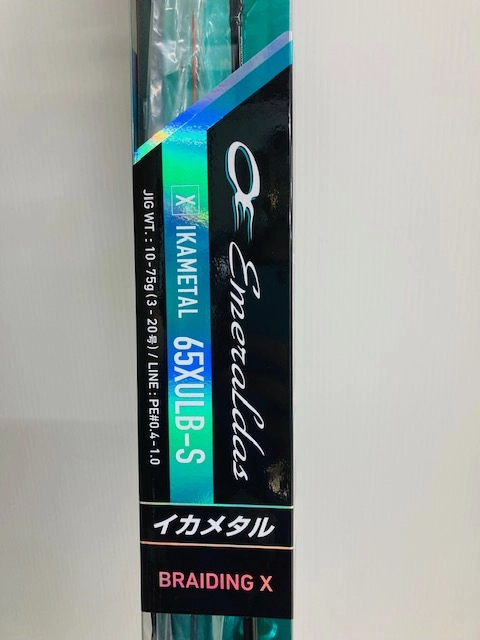 Emeraldas
X IKAMETAL 65XULB-S
JIG WT. : 10-75g (3-20号) / LINE : PE#0.4-1.0
イカメタル
BRAIDING X